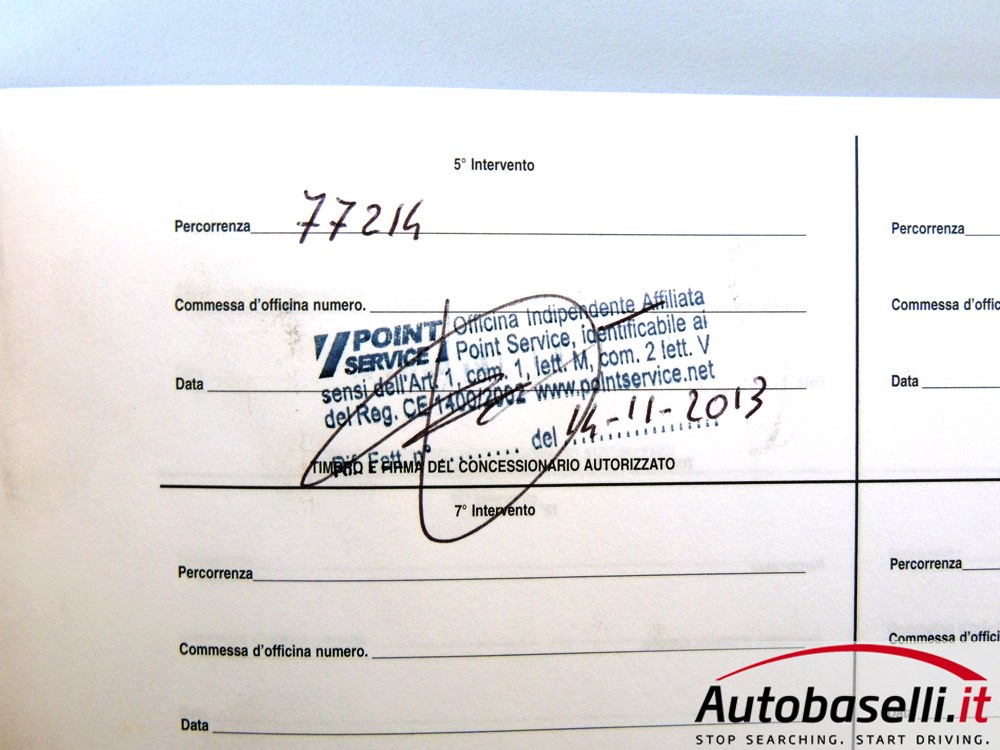 5° Intervento
Percorrenza 77214
Percorrenza
Commessa d'officina numero.
Commessa d'offic
POINT SERVICE
Officina Indipendente Affiliata
Point Service, identificabile ai
sensi dell'Art. 1, com. 1, lett. M, com. 2 lett. V
del Reg. CE 1400/2002 www.pointservice.net
Data
Data
Rif. Fatt. n° ......... del 14-11-2013
TIMBRO E FIRMA DEL CONCESSIONARIO AUTORIZZATO
7° Intervento
Percorrenza
Percorrenza
Commessa d'officina numero.
Commessa d'offici
Data
Autobaselli.it
STOP SEARCHING. START DRIVING.